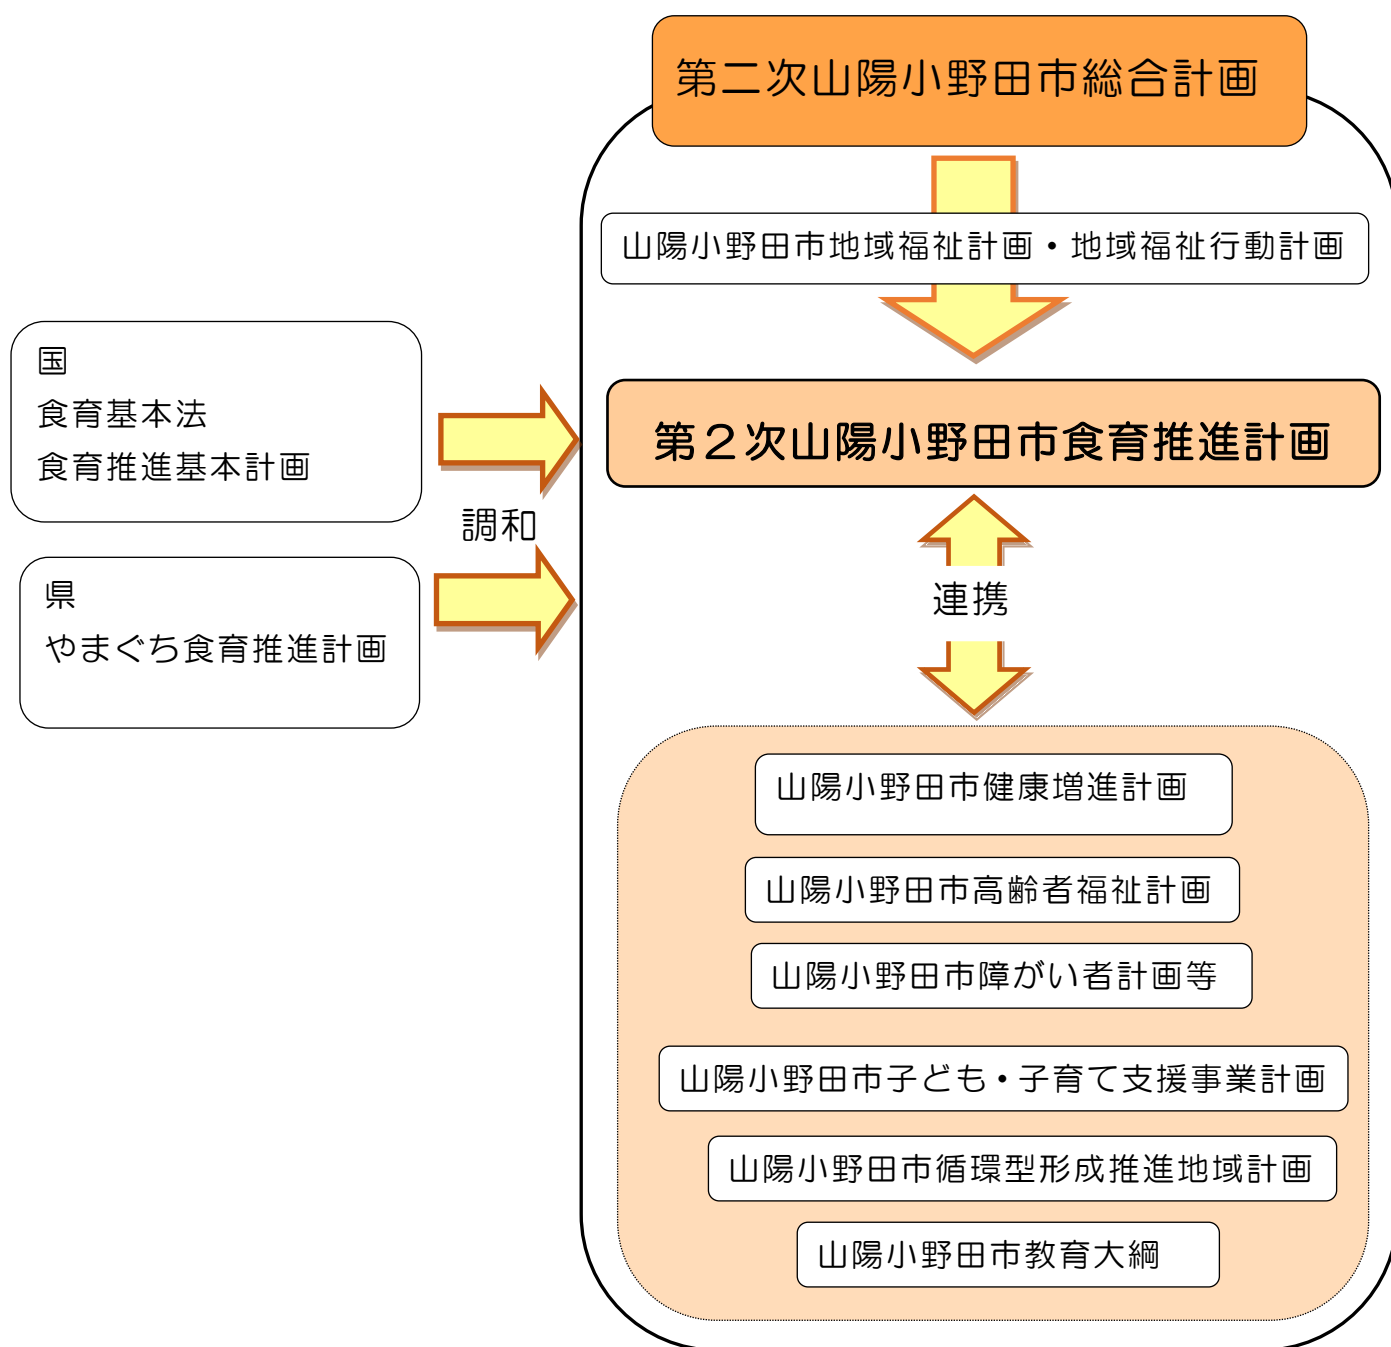 第二次山陽小野田市総合計画
山陽小野田市地域福祉計画・地域福祉行動計画
国
食育基本法
食育推進基本計画
調和
県
やまぐち食育推進計画
第２次山陽小野田市食育推進計画
連携
山陽小野田市健康増進計画
山陽小野田市高齢者福祉計画
山陽小野田市障がい者計画等
山陽小野田市子ども・子育て支援事業計画
山陽小野田市循環型形成推進地域計画
山陽小野田市教育大綱